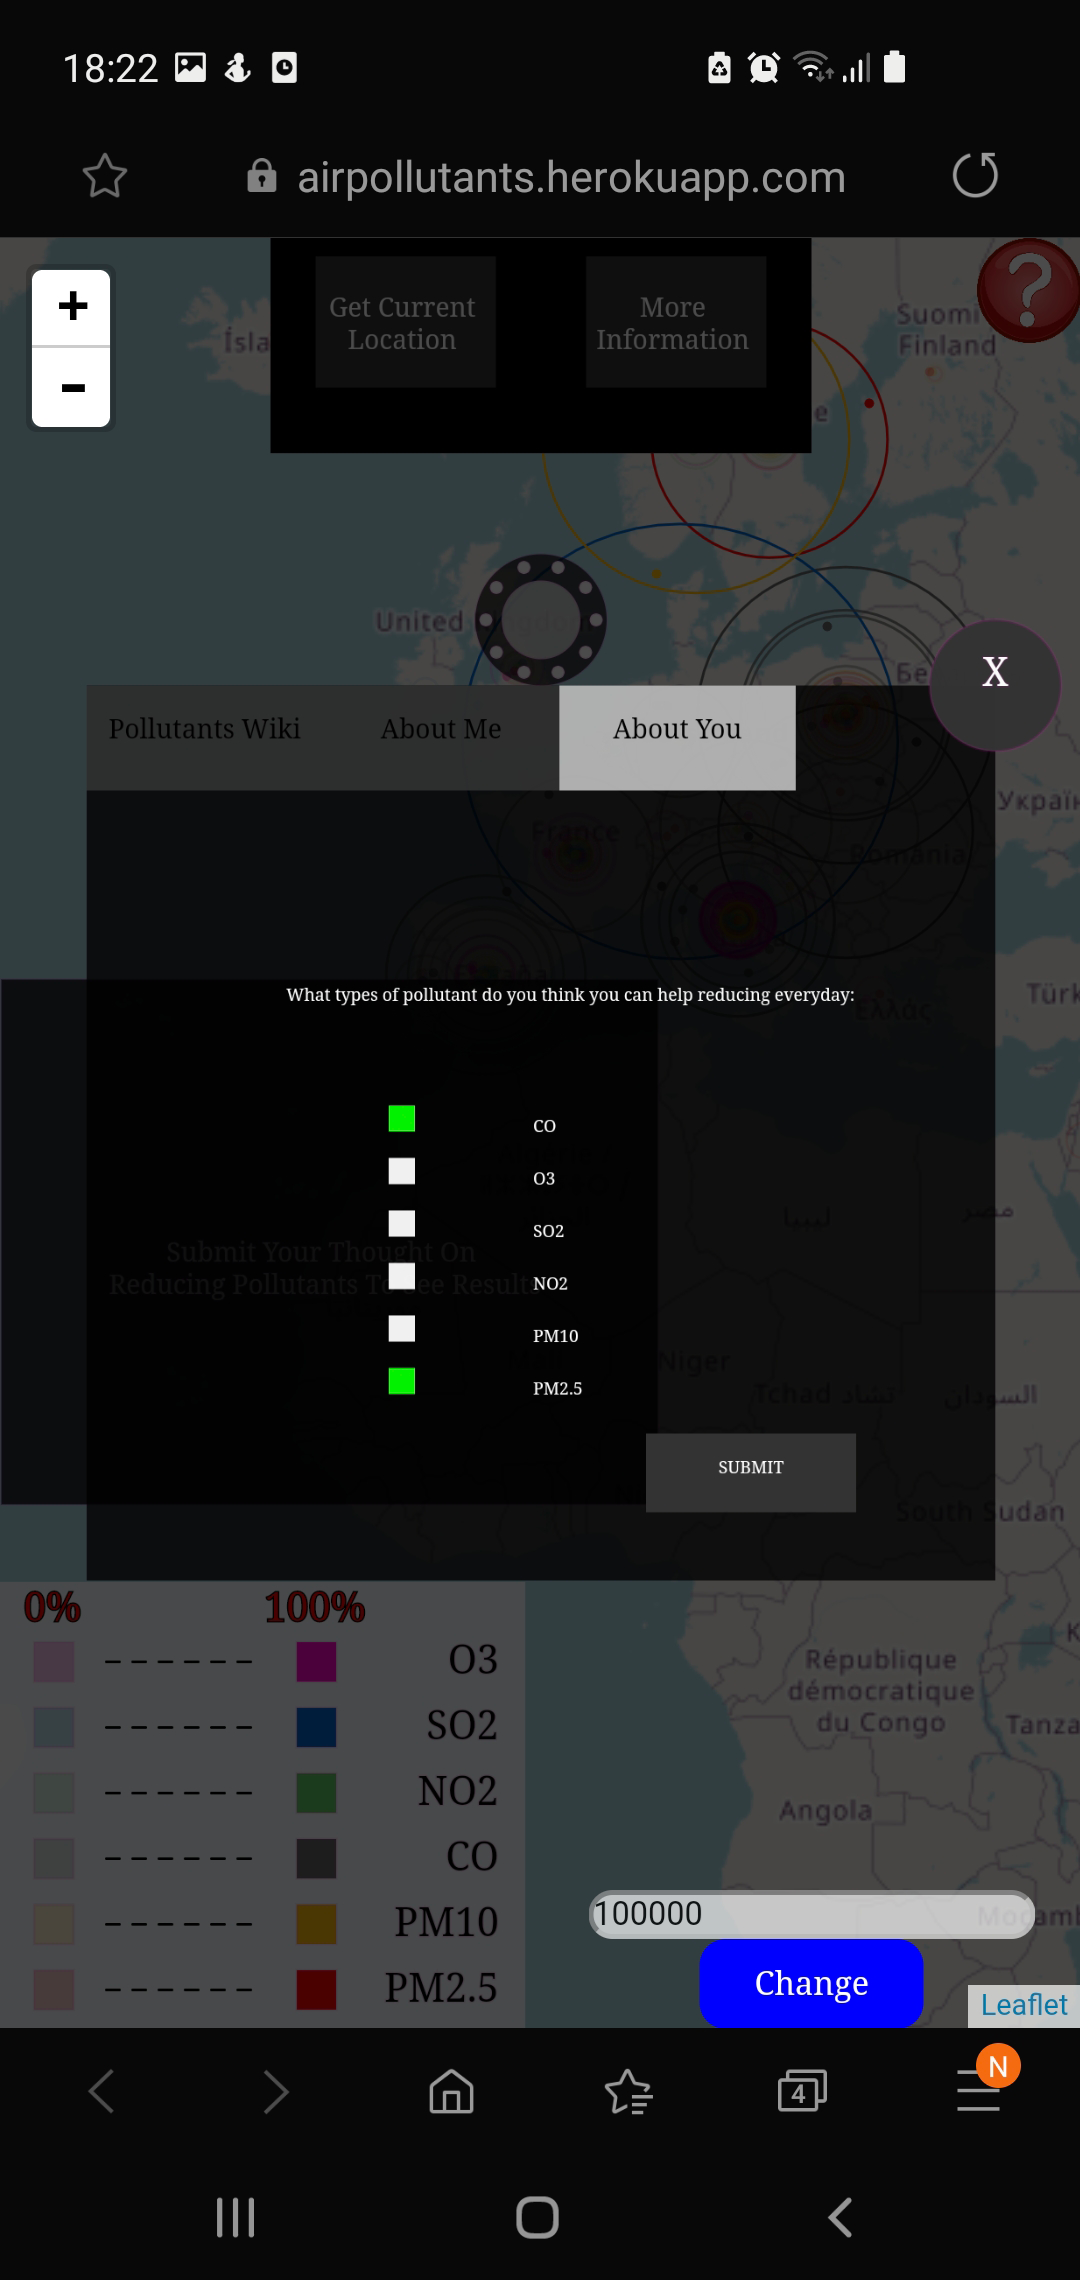 18:22
airpollutants.herokuapp.com
+
-
Get Current
Location
More
Information
?
Ísla
Suomi
Finland
e
United
X
Бе
Pollutants Wiki
About Me
About You
Україн
France
România
España
What types of pollutant do you think you can help reducing everyday:
Ελλάς
Türk
CO
O3
SO2
ليبيا
مصر
Submit Your Thought On
Reducing Pollutants To See Results
NO2
PM10
Niger
PM2.5
Tchad تشاد
السودان
SUBMIT
South Sudan
0%
100%
O3
SO2
NO2
CO
PM10
PM2.5
K
République
démocratique
du Congo
Tanza
Angola
100000
Mozamb
Change
Leaflet
4
N